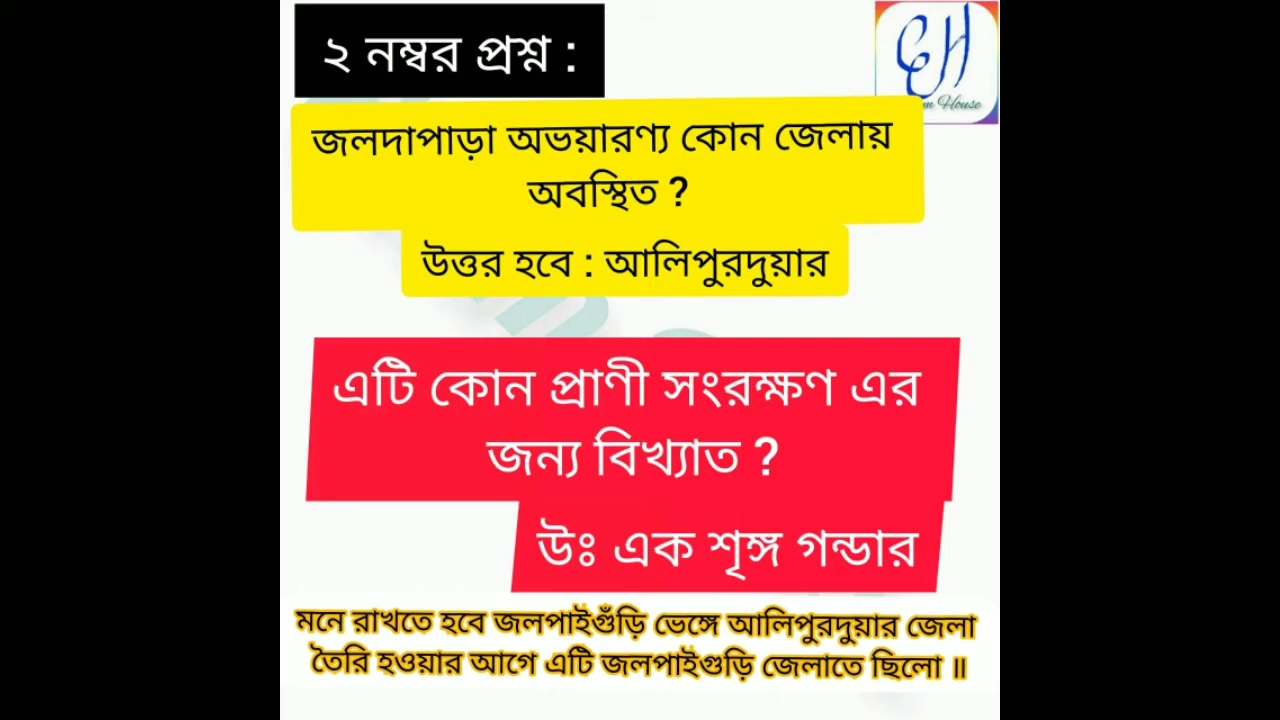 ২ নম্বর প্রশ্ন :
জলদাপাড়া অভয়ারণ্য কোন জেলায়
অবস্থিত ?
উত্তর হবে : আলিপুরদুয়ার
এটি কোন প্রাণী সংরক্ষণ এর
জন্য বিখ্যাত ?
উঃ এক শৃঙ্গ গন্ডার
মনে রাখতে হবে জলপাইগুঁড়ি ভেঙ্গে আলিপুরদুয়ার জেলা
তৈরি হওয়ার আগে এটি জলপাইগুড়ি জেলাতে ছিলো ॥
House